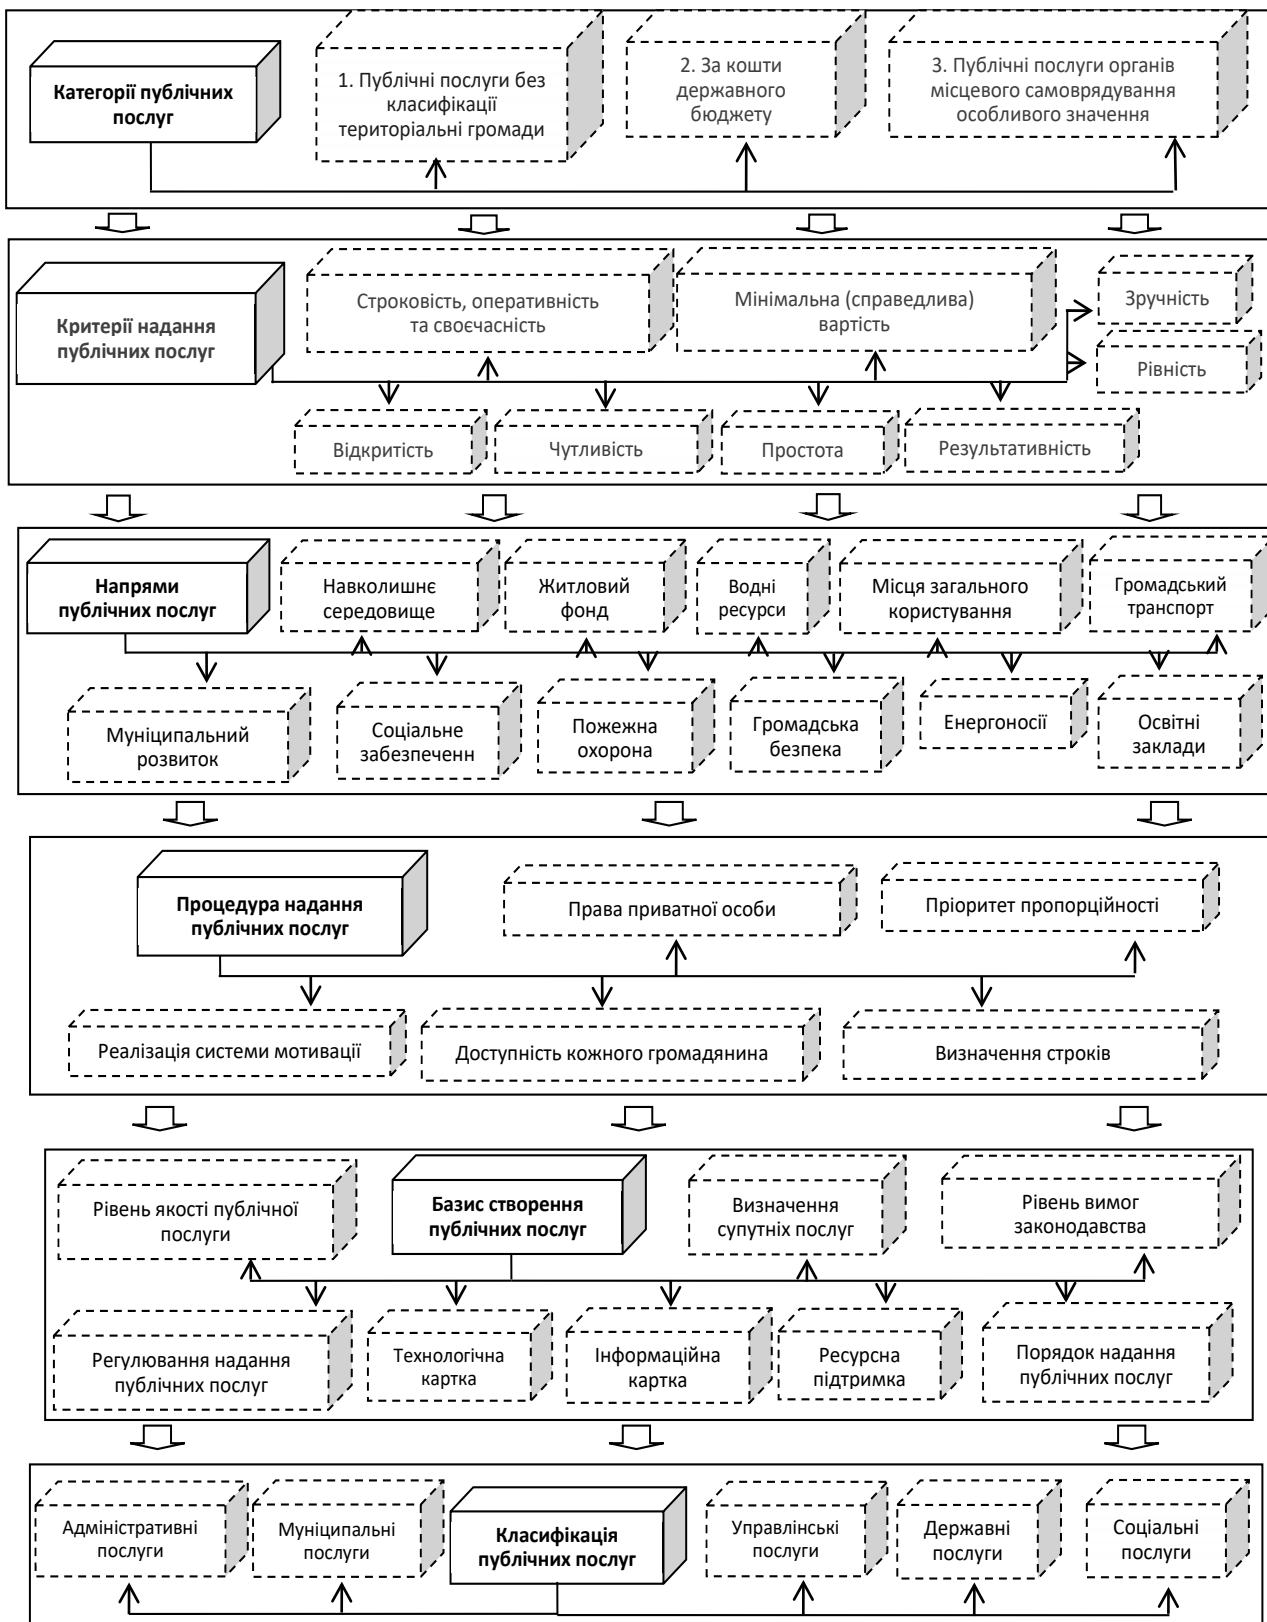 Категорії публічних
послуг
1. Публічні послуги без
класифікації
територіальні громади
2. За кошти
державного
бюджету
3. Публічні послуги органів
місцевого самоврядування
особливого значення
Критерії надання
публічних послуг
Строковість, оперативність
та своєчасність
Мінімальна (справедлива)
вартість
Зручність
Рівність
Відкритість
Чутливість
Простота
Результативність
Напрями
публічних послуг
Навколишнє
середовище
Житловий
фонд
Водні
ресурси
Місця загального
користування
Громадський
транспорт
Муніципальний
розвиток
Соціальне
забезпеченн
Пожежна
охорона
Громадська
безпека
Енергоносії
Освітні
заклади
Процедура надання
публічних послуг
Права приватної особи
Пріоритет пропорційності
Реалізація системи мотивації
Доступність кожного громадянина
Визначення строків
Рівень якості публічної
послуги
Базис створення
публічних послуг
Визначення
супутніх послуг
Рівень вимог
законодавства
Регулювання надання
публічних послуг
Технологічна
картка
Інформаційна
картка
Ресурсна
підтримка
Порядок надання
публічних послуг
Адміністративні
послуги
Муніципальні
послуги
Класифікація
публічних послуг
Управлінські
послуги
Державні
послуги
Соціальні
послуги